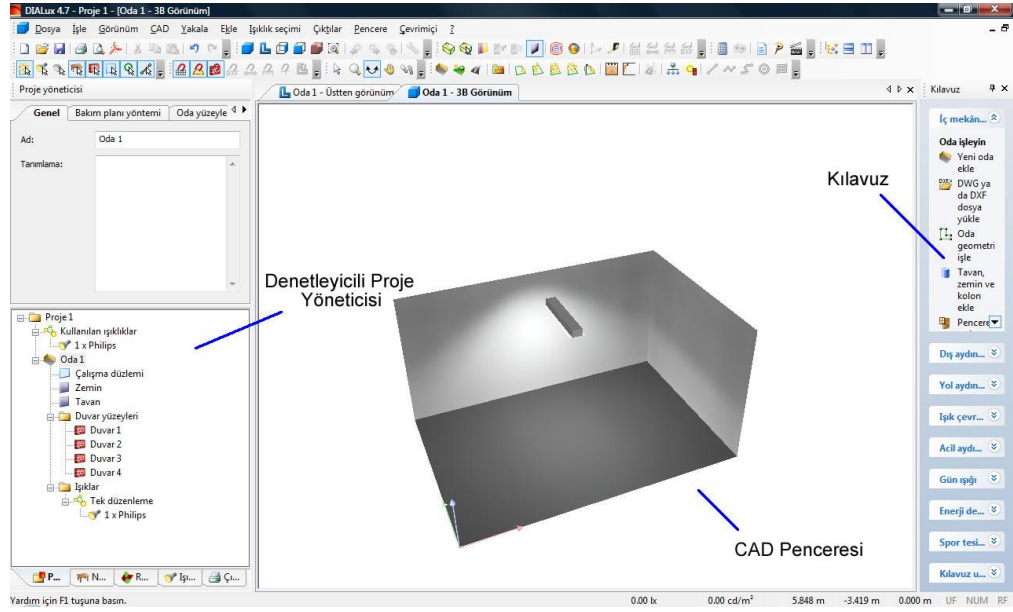 DIALux 4.7 - Proje 1 - [Oda 1 - 3B Görünüm]
Dosya İşle Görünüm CAD Yakala Ekle Işıklık seçimi Çıktılar Pencere Çevrimiçi ?
Proje yöneticisi
Genel Bakım planı yöntemi Oda yüzeyle
Ad: Oda 1
Tanımlama:
Proje 1
Kullanılan ışıklıklar
1 x Philips
Oda 1
Çalışma düzlemi
Zemin
Tavan
Duvar yüzeyleri
Duvar 1
Duvar 2
Duvar 3
Duvar 4
Işıklar
Tek düzenleme
1 x Philips
P... N... R... Işı... Çı...
Oda 1 - Üstten görünüm Oda 1 - 3B Görünüm
Denetleyicili Proje
Yöneticisi
Kılavuz
CAD Penceresi
Kılavuz
İç mekân...
Oda işleyin
Yeni oda
ekle
DWG ya
da DXF
dosya
yükle
Oda
geometri
işle
Tavan,
zemin ve
kolon
ekle
Pencere
Dış aydın...
Yol aydın...
Işık çevr...
Acil aydı...
Gün ışığı
Enerji de...
Spor tesi...
Kılavuz u...
Yardım için F1 tuşuna basın. 0.00 lx 0.00 cd/m² 5.848 m -3.419 m 0.000 m UF NUM RF